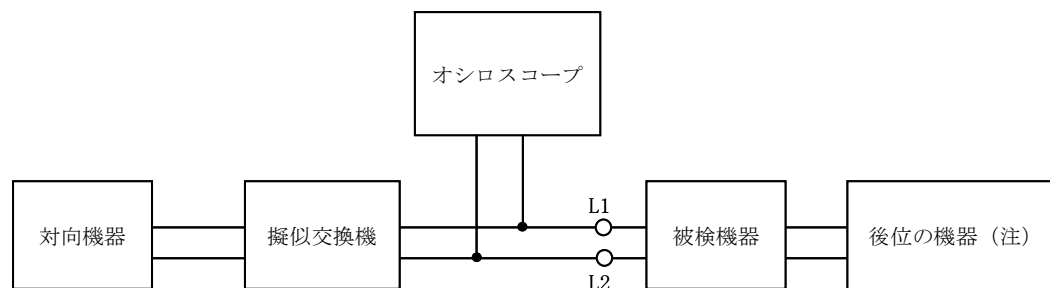 オシロスコープ
L1
対向機器
擬似交換機
被検機器
後位の機器（注）
L2